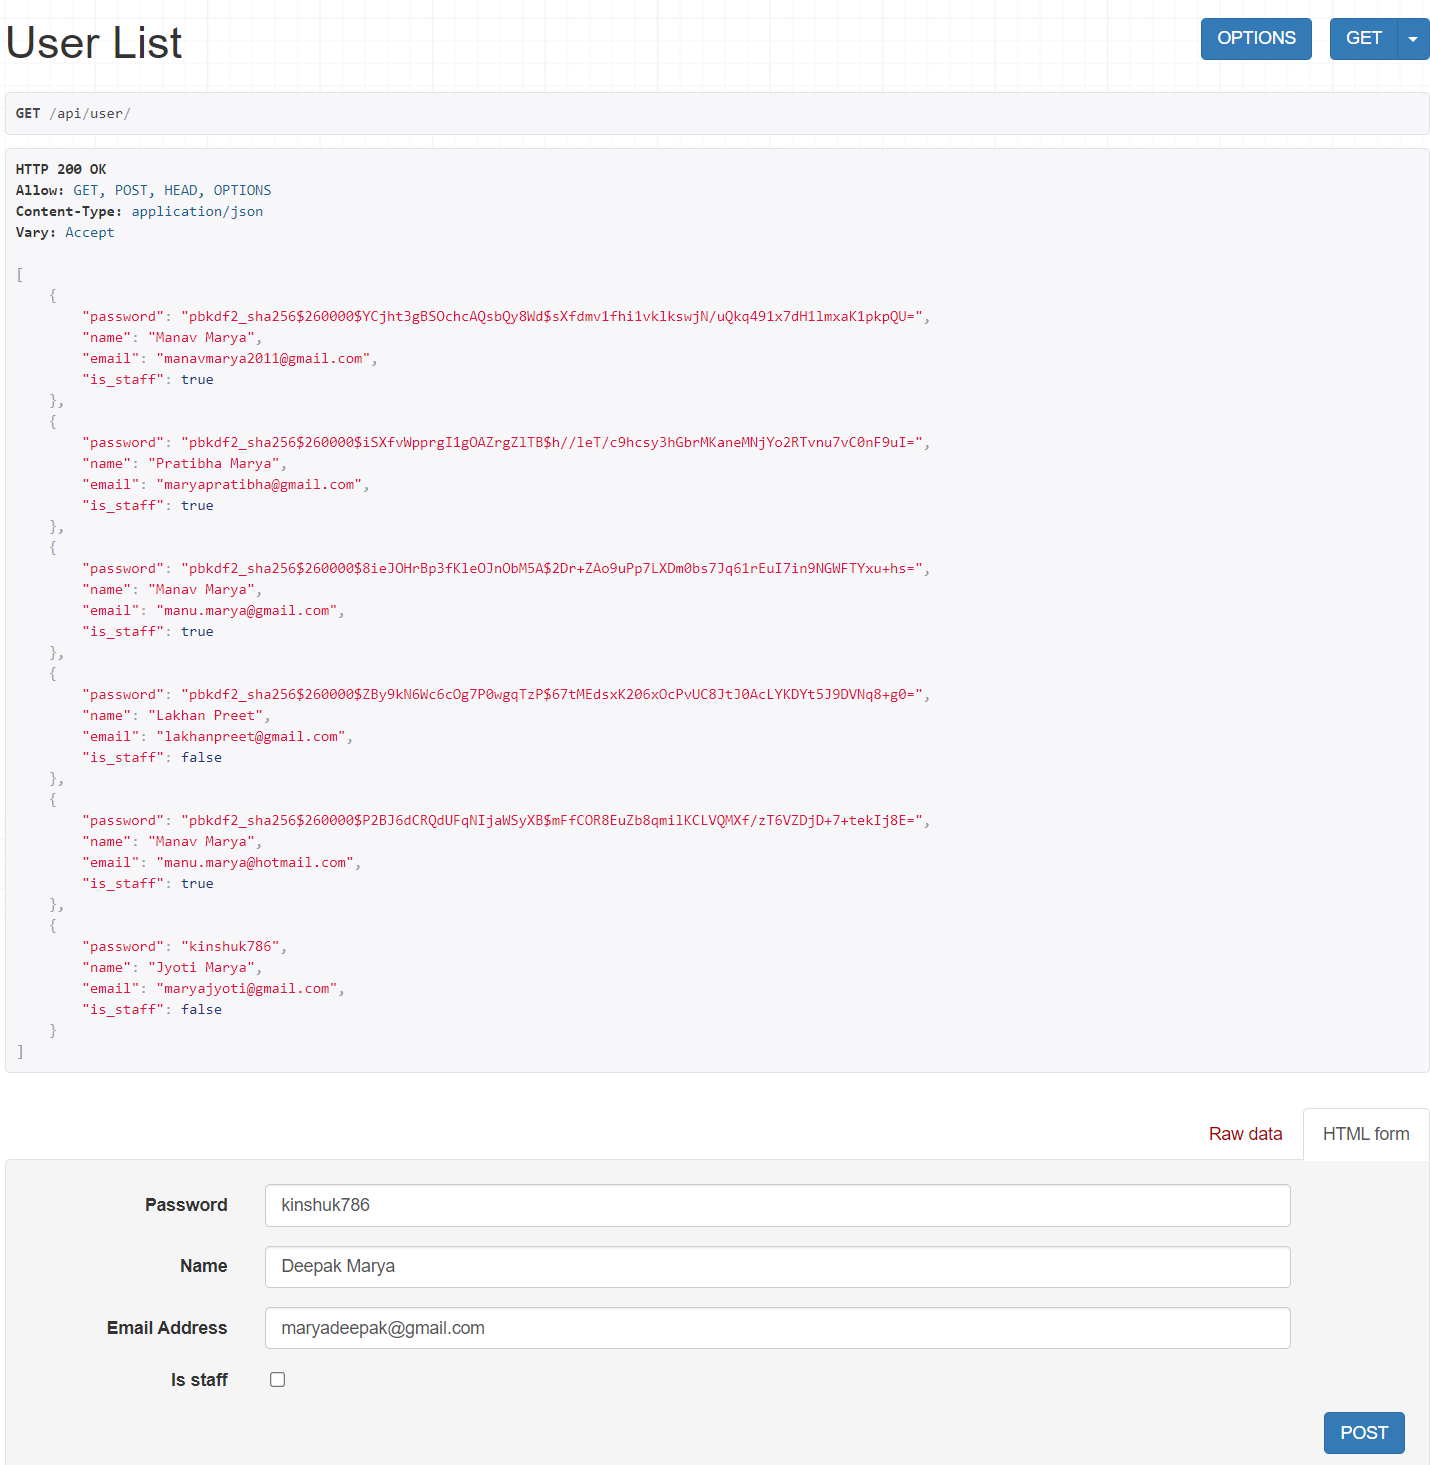 User List
OPTIONS
GET
GET /api/user/
HTTP 200 OK
Allow: GET, POST, HEAD, OPTIONS
Content-Type: application/json
Vary: Accept
[
    {
        "password": "pbkdf2_sha256$260000$YCjht3gBSOchcAQsbQy8Wd$sXfdmv1fhi1vklkswjN/uQkq491x7dH1lmxaK1pkpQU=",
        "name": "Manav Marya",
        "email": "manavmarya2011@gmail.com",
        "is_staff": true
    },
    {
        "password": "pbkdf2_sha256$260000$iSXfvWpprgI1gOAZrgZlTB$h//leT/c9hcsy3hGbrMKaneMNjYo2RTvnu7vC0nF9uI=",
        "name": "Pratibha Marya",
        "email": "maryapratibha@gmail.com",
        "is_staff": true
    },
    {
        "password": "pbkdf2_sha256$260000$8ieJOHrBp3fKleOJnObM5A$2Dr+ZAo9uPp7LXDm0bs7Jq61rEuI7in9NGWFTYxu+hs=",
        "name": "Manav Marya",
        "email": "manu.marya@gmail.com",
        "is_staff": true
    },
    {
        "password": "pbkdf2_sha256$260000$ZBy9kN6Wc6cOg7P0wgqTzP$67tMEdsxK206xOcPvUC8JtJ0AcLYKDYt5J9DVNq8+g0=",
        "name": "Lakhan Preet",
        "email": "lakhanpreet@gmail.com",
        "is_staff": false
    },
    {
        "password": "pbkdf2_sha256$260000$P2BJ6dCRQdUFqNIjaWSyXB$mFfCOR8EuZb8qmilKCLVQMXf/zT6VZDjD+7+tekIj8E=",
        "name": "Manav Marya",
        "email": "manu.marya@hotmail.com",
        "is_staff": true
    },
    {
        "password": "kinshuk786",
        "name": "Jyoti Marya",
        "email": "maryajyoti@gmail.com",
        "is_staff": false
    }
]
Raw data
HTML form
Password
kinshuk786
Name
Deepak Marya
Email Address
maryadeepak@gmail.com
Is staff
POST